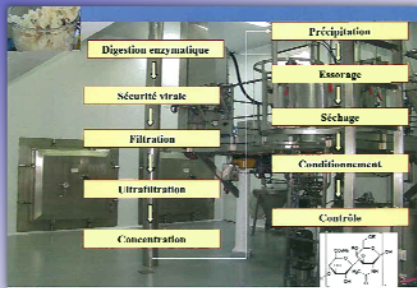 Digestion enzymatique
Sécurité virale
Filtration
Ultrafiltration
Concentration
Précipitation
Essorage
Séchage
Conditionnement
Contrôle